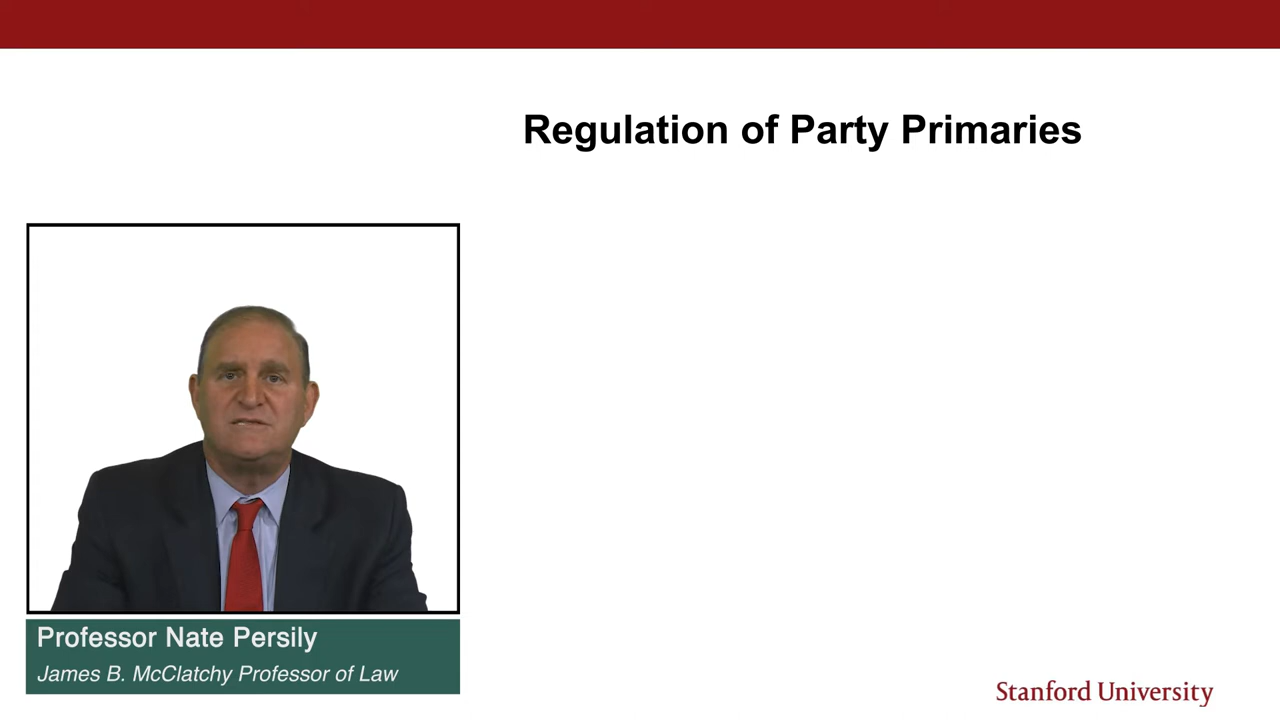 Regulation of Party Primaries
Professor Nate Persily
James B. McClatchy Professor of Law
Stanford University